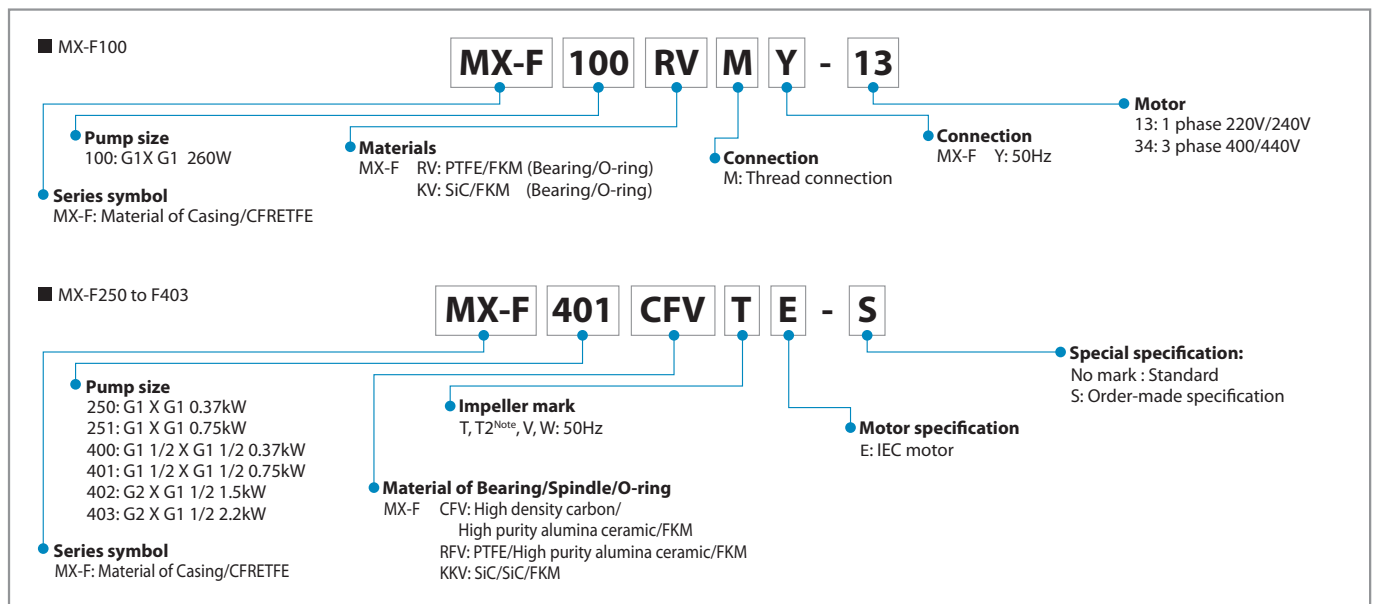 ■ MX-F100
MX-F 100 RV M Y - 13
Pump size
100: G1X G1 260W
Series symbol
MX-F: Material of Casing/CFRETFE
Materials
MX-F RV: PTFE/FKM (Bearing/O-ring)
KV: SiC/FKM (Bearing/O-ring)
Connection
M: Thread connection
Connection
MX-F Y: 50Hz
Motor
13: 1 phase 220V/240V
34: 3 phase 400/440V
■ MX-F250 to F403
MX-F 401 CFV T E - S
Pump size
250: G1 X G1 0.37kW
251: G1 X G1 0.75kW
400: G1 1/2 X G1 1/2 0.37kW
401: G1 1/2 X G1 1/2 0.75kW
402: G2 X G1 1/2 1.5kW
403: G2 X G1 1/2 2.2kW
Series symbol
MX-F: Material of Casing/CFRETFE
Material of Bearing/Spindle/O-ring
MX-F CFV: High density carbon/
High purity alumina ceramic/FKM
RFV: PTFE/High purity alumina ceramic/FKM
KKV: SiC/SiC/FKM
Impeller mark
T, T2Note, V, W: 50Hz
Motor specification
E: IEC motor
Special specification:
No mark : Standard
S: Order-made specification